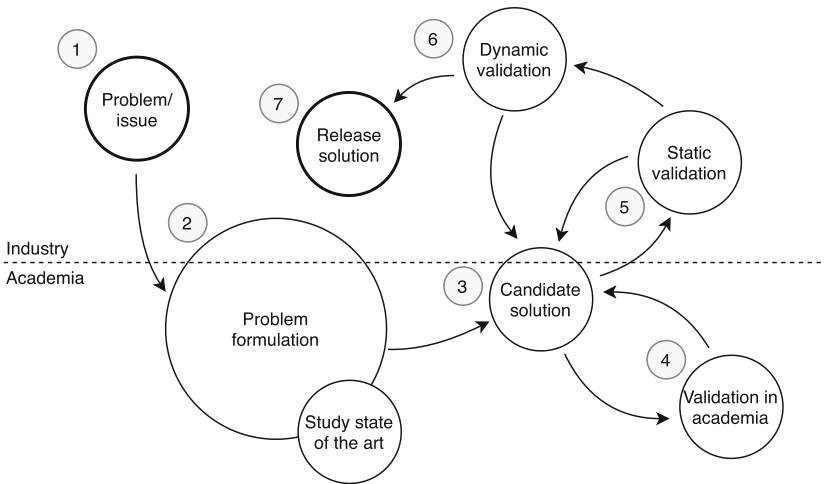 1
Problem/
issue
2
Industry
Academia
Problem
formulation
Study state
of the art
3
Candidate
solution
4
Validation in
academia
5
Static
validation
6
Dynamic
validation
7
Release
solution